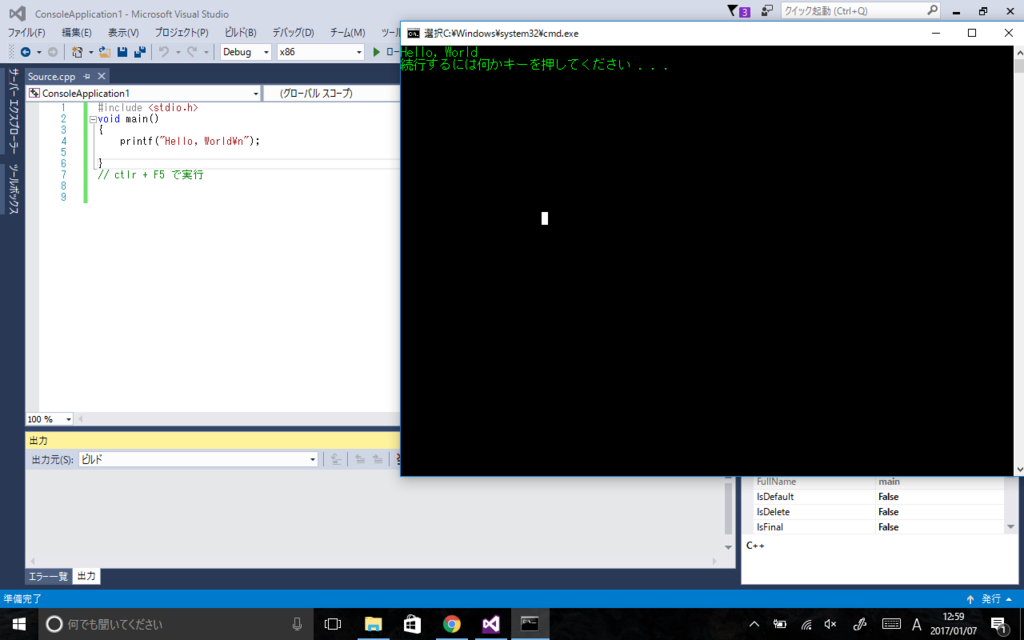 ConsoleApplication1 - Microsoft Visual Studio
3
クイック起動 (Ctrl+Q)
ファイル(F) 編集(E) 表示(V) プロジェクト(P) ビルド(B) デバッグ(D) チーム(M) ツール
Debug x86
サーバー エクスプローラー
ツールボックス
Source.cpp
ConsoleApplication1 (グローバル スコープ)
1 #include <stdio.h>
2 void main()
3 {
4 printf("Hello, World¥n");
5
6 }
7 // ctlr + F5 で実行
8
9
100 %
選択C:¥Windows¥system32¥cmd.exe
Hello, World
続行するには何かキーを押してください . . .
出力
出力元(S): ビルド
FullName main
IsDefault False
IsDelete False
IsFinal False
C++
エラー一覧 出力
準備完了
発行
何でも聞いてください
A
12:59
2017/01/07
1